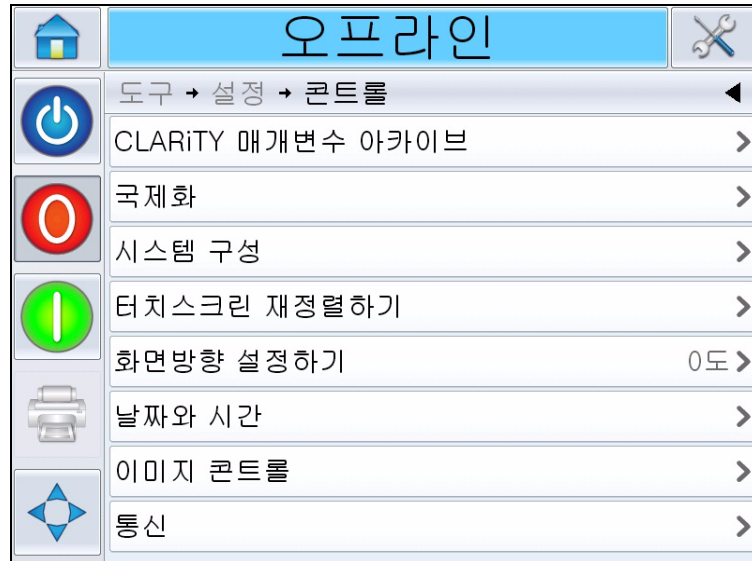 오프라인
도구 → 설정 → 콘트롤
CLARiTY 매개변수 아카이브
국제화
시스템 구성
터치스크린 재정렬하기
화면방향 설정하기 0도
날짜와 시간
이미지 콘트롤
통신